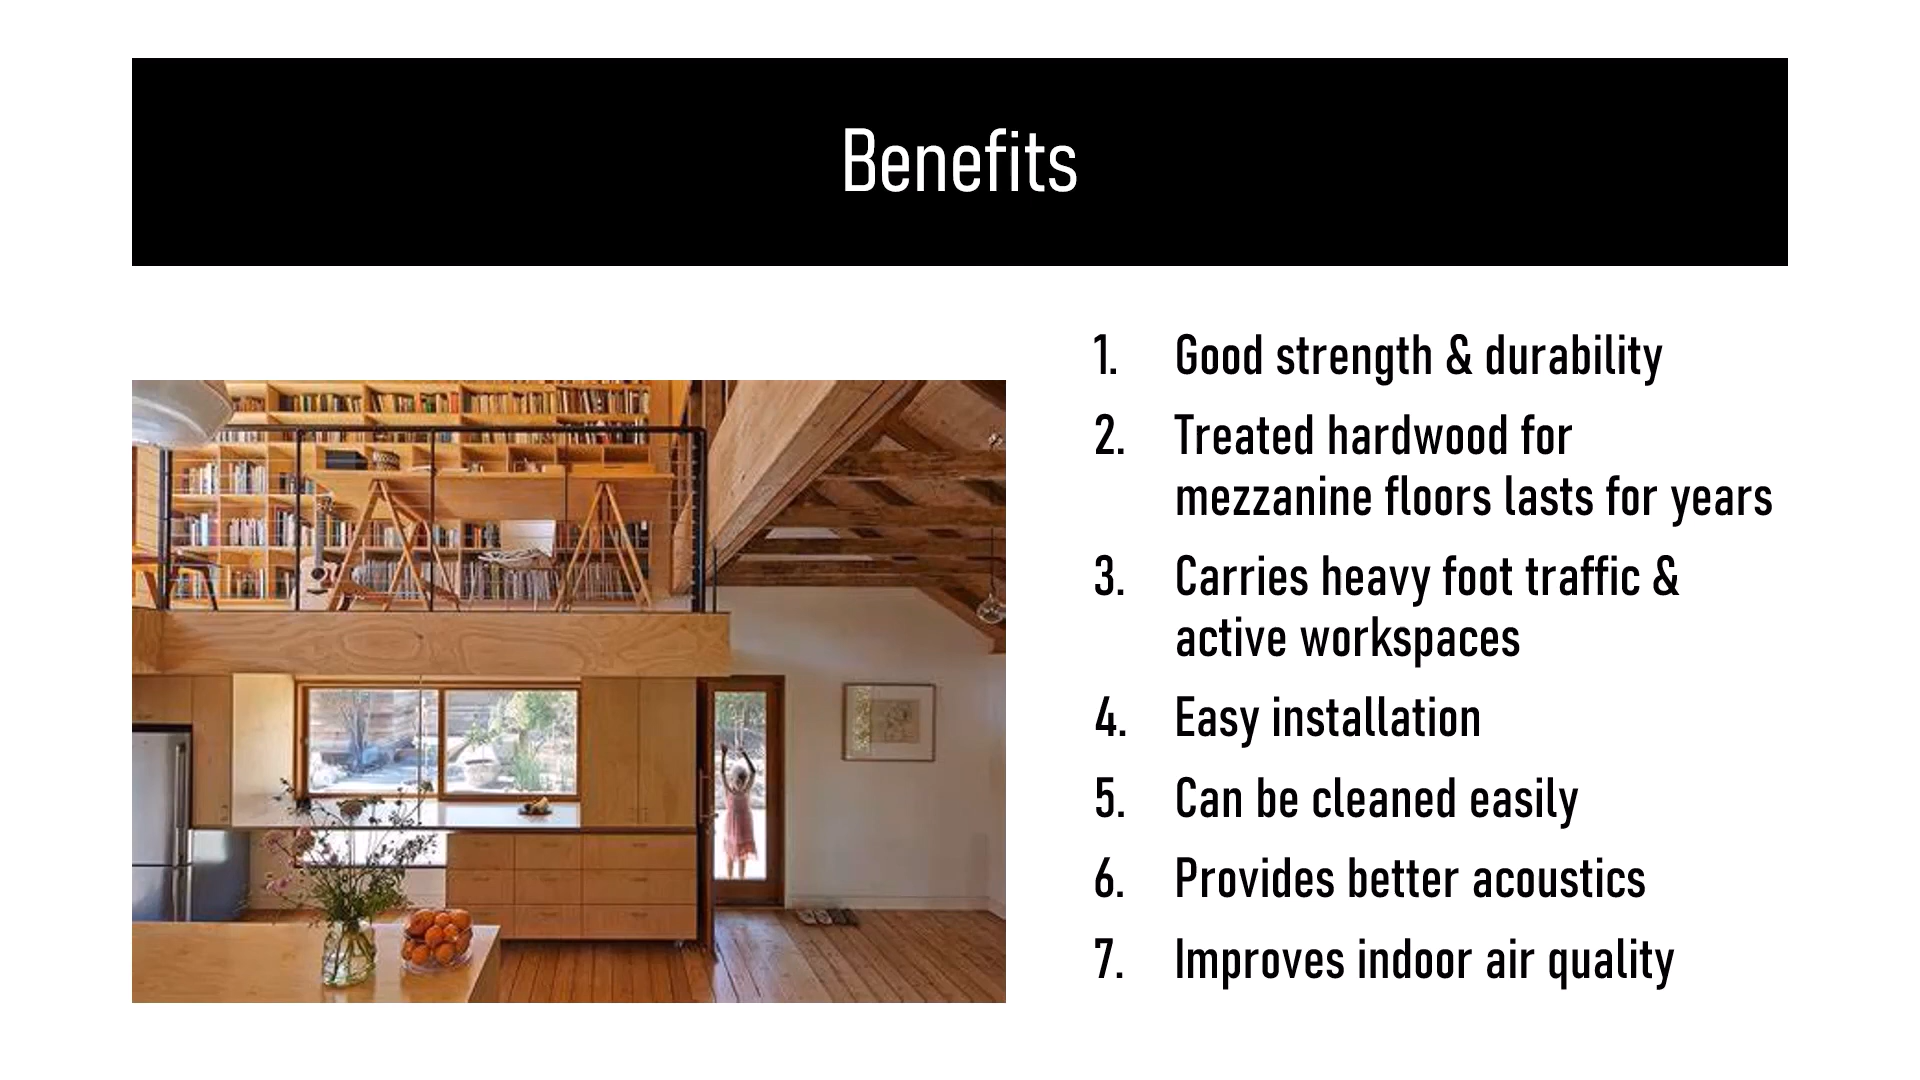 Benefits
1. Good strength & durability
2. Treated hardwood for
mezzanine floors lasts for years
3. Carries heavy foot traffic &
active workspaces
4. Easy installation
5. Can be cleaned easily
6. Provides better acoustics
7. Improves indoor air quality